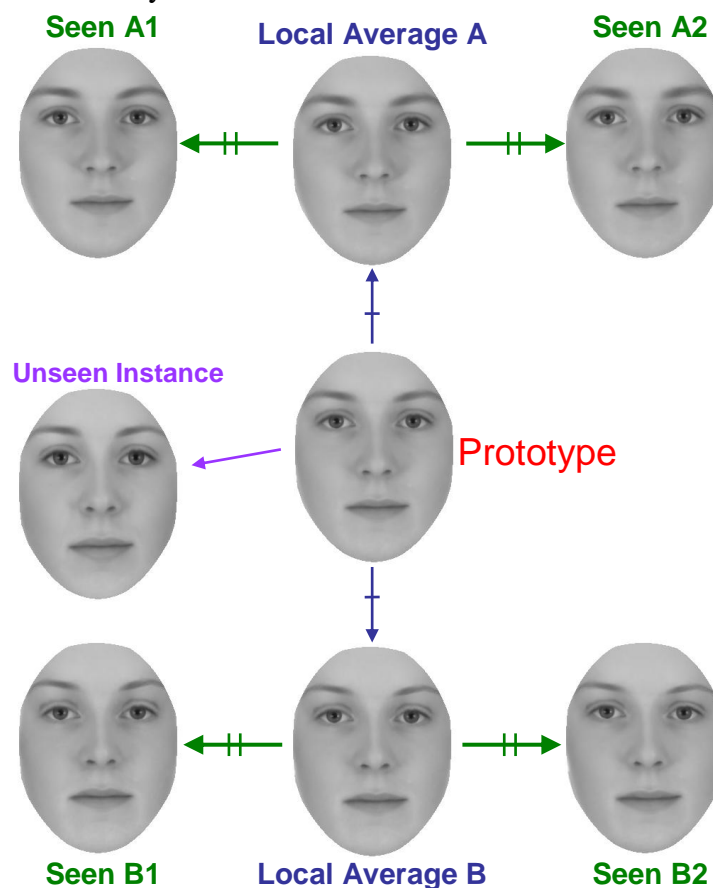 Seen A1
Local Average A
Seen A2
Unseen Instance
Prototype
Seen B1
Local Average B
Seen B2